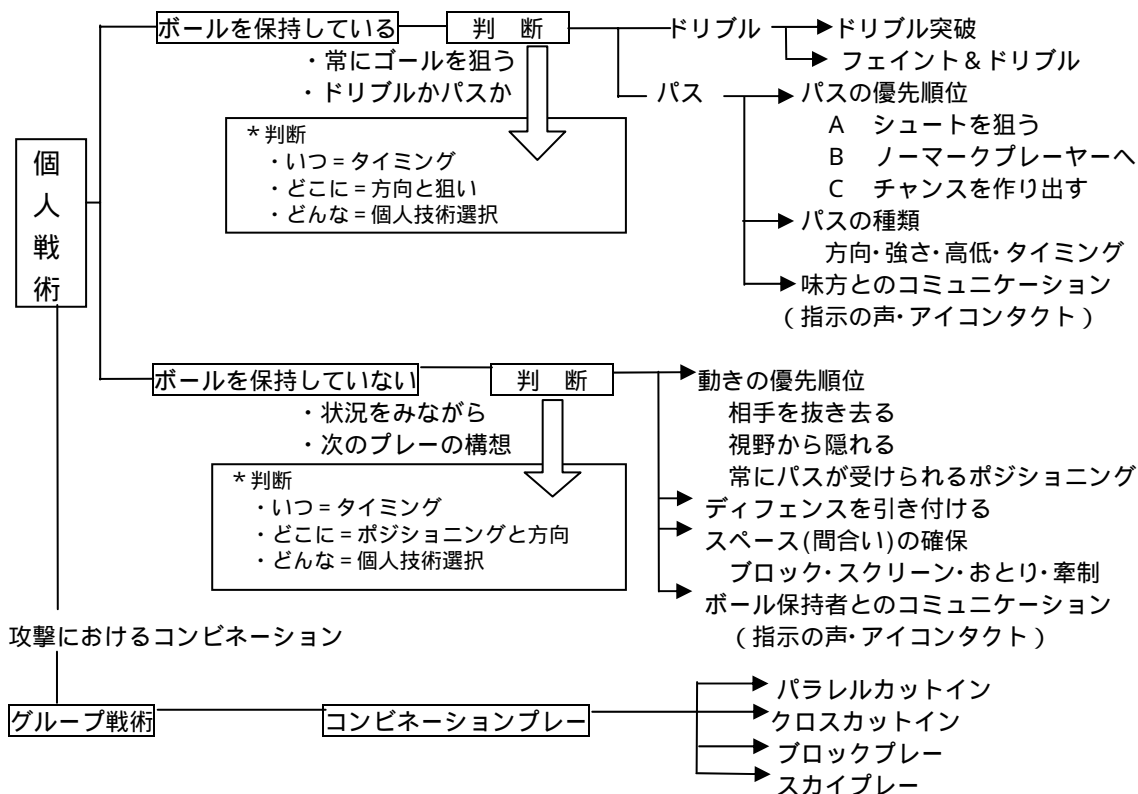 ボールを保持している 判　断 ドリブル ドリブル突破
・常にゴールを狙う フェイント＆ドリブル
・ドリブルかパスか パス パスの優先順位
A　シュートを狙う
B　ノーマークプレーヤーへ
C　チャンスを作り出す
パスの種類
方向・強さ・高低・タイミング
味方とのコミュニケーション
（指示の声・アイコンタクト）
＊判断
・いつ＝タイミング
・どこに＝方向と狙い
・どんな＝個人技術選択
個人戦術
ボールを保持していない 判　断 動きの優先順位
・状況をみながら 相手を抜き去る
・次のプレーの構想 視野から隠れる
常にパスが受けられるポジショニング
ディフェンスを引き付ける
スペース(間合い)の確保
ブロック・スクリーン・おとり・牽制
ボール保持者とのコミュニケーション
（指示の声・アイコンタクト）
＊判断
・いつ＝タイミング
・どこに＝ポジショニングと方向
・どんな＝個人技術選択
攻撃におけるコンビネーション
グループ戦術 コンビネーションプレー パラレルカットイン
クロスカットイン
ブロックプレー
スカイプレー